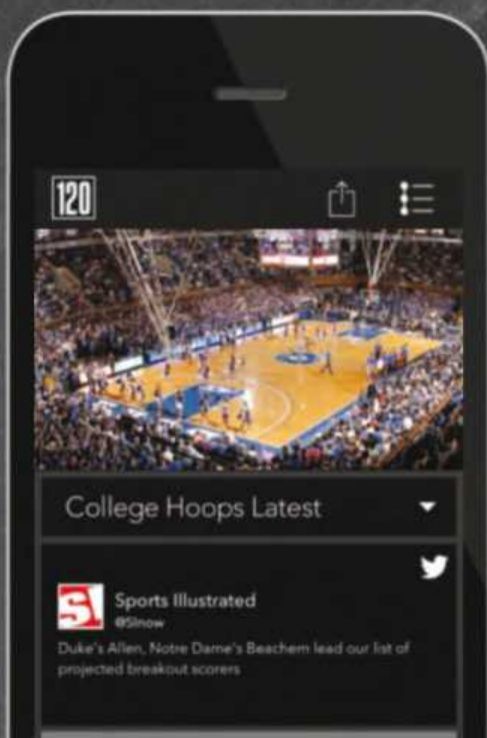 120
College Hoops Latest
SI
Sports Illustrated
@SInow
Duke's Allen, Notre Dame's Beachem lead our list of
projected breakout scorers